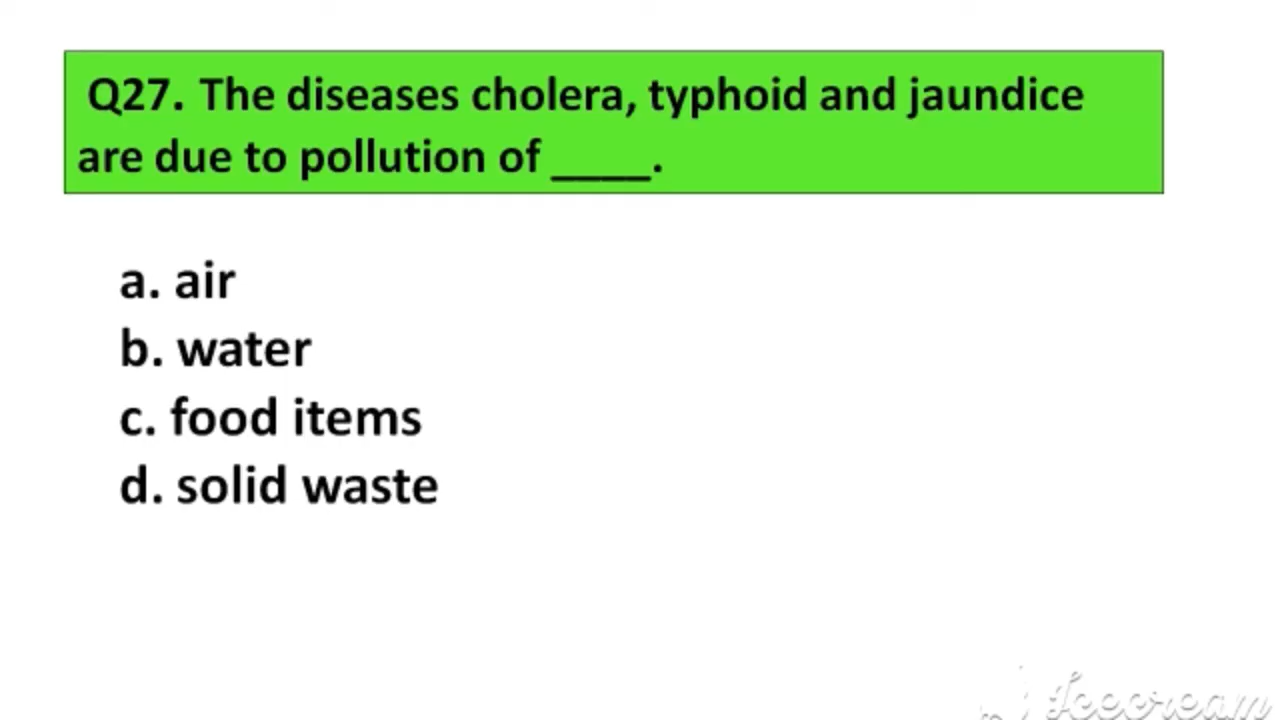 Q27. The diseases cholera, typhoid and jaundice
are due to pollution of ____.
a. air
b. water
c. food items
d. solid waste
Icecream